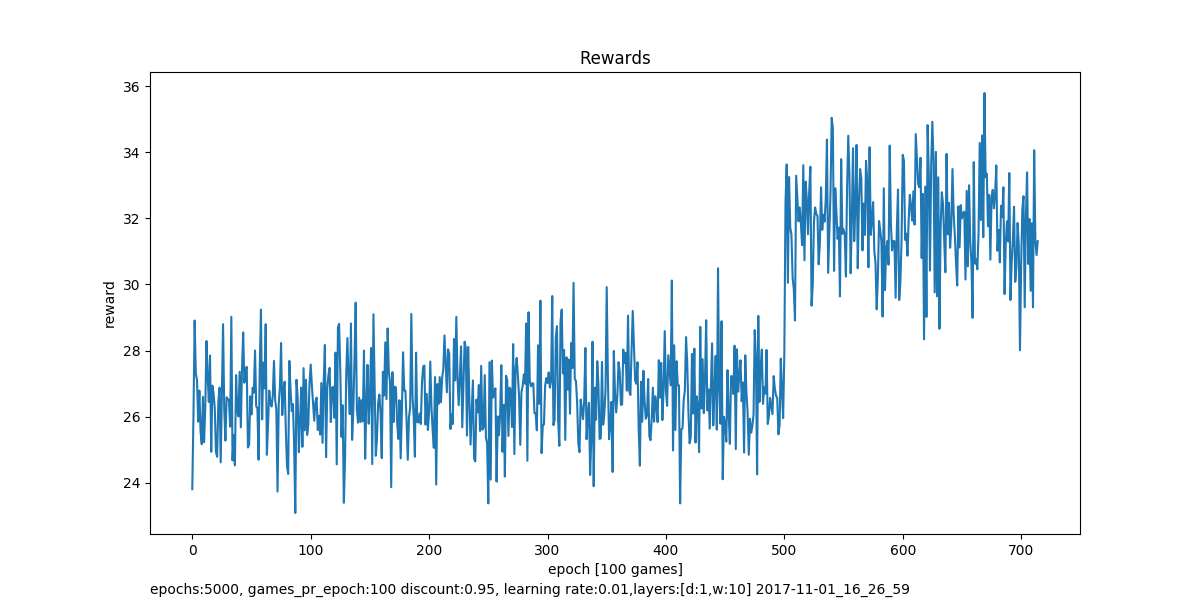 Rewards
36
34
32
30
28
26
24
reward
0 100 200 300 400 500 600 700
epoch [100 games]
epochs:5000, games_pr_epoch:100 discount:0.95, learning rate:0.01,layers:[d:1,w:10] 2017-11-01_16_26_59